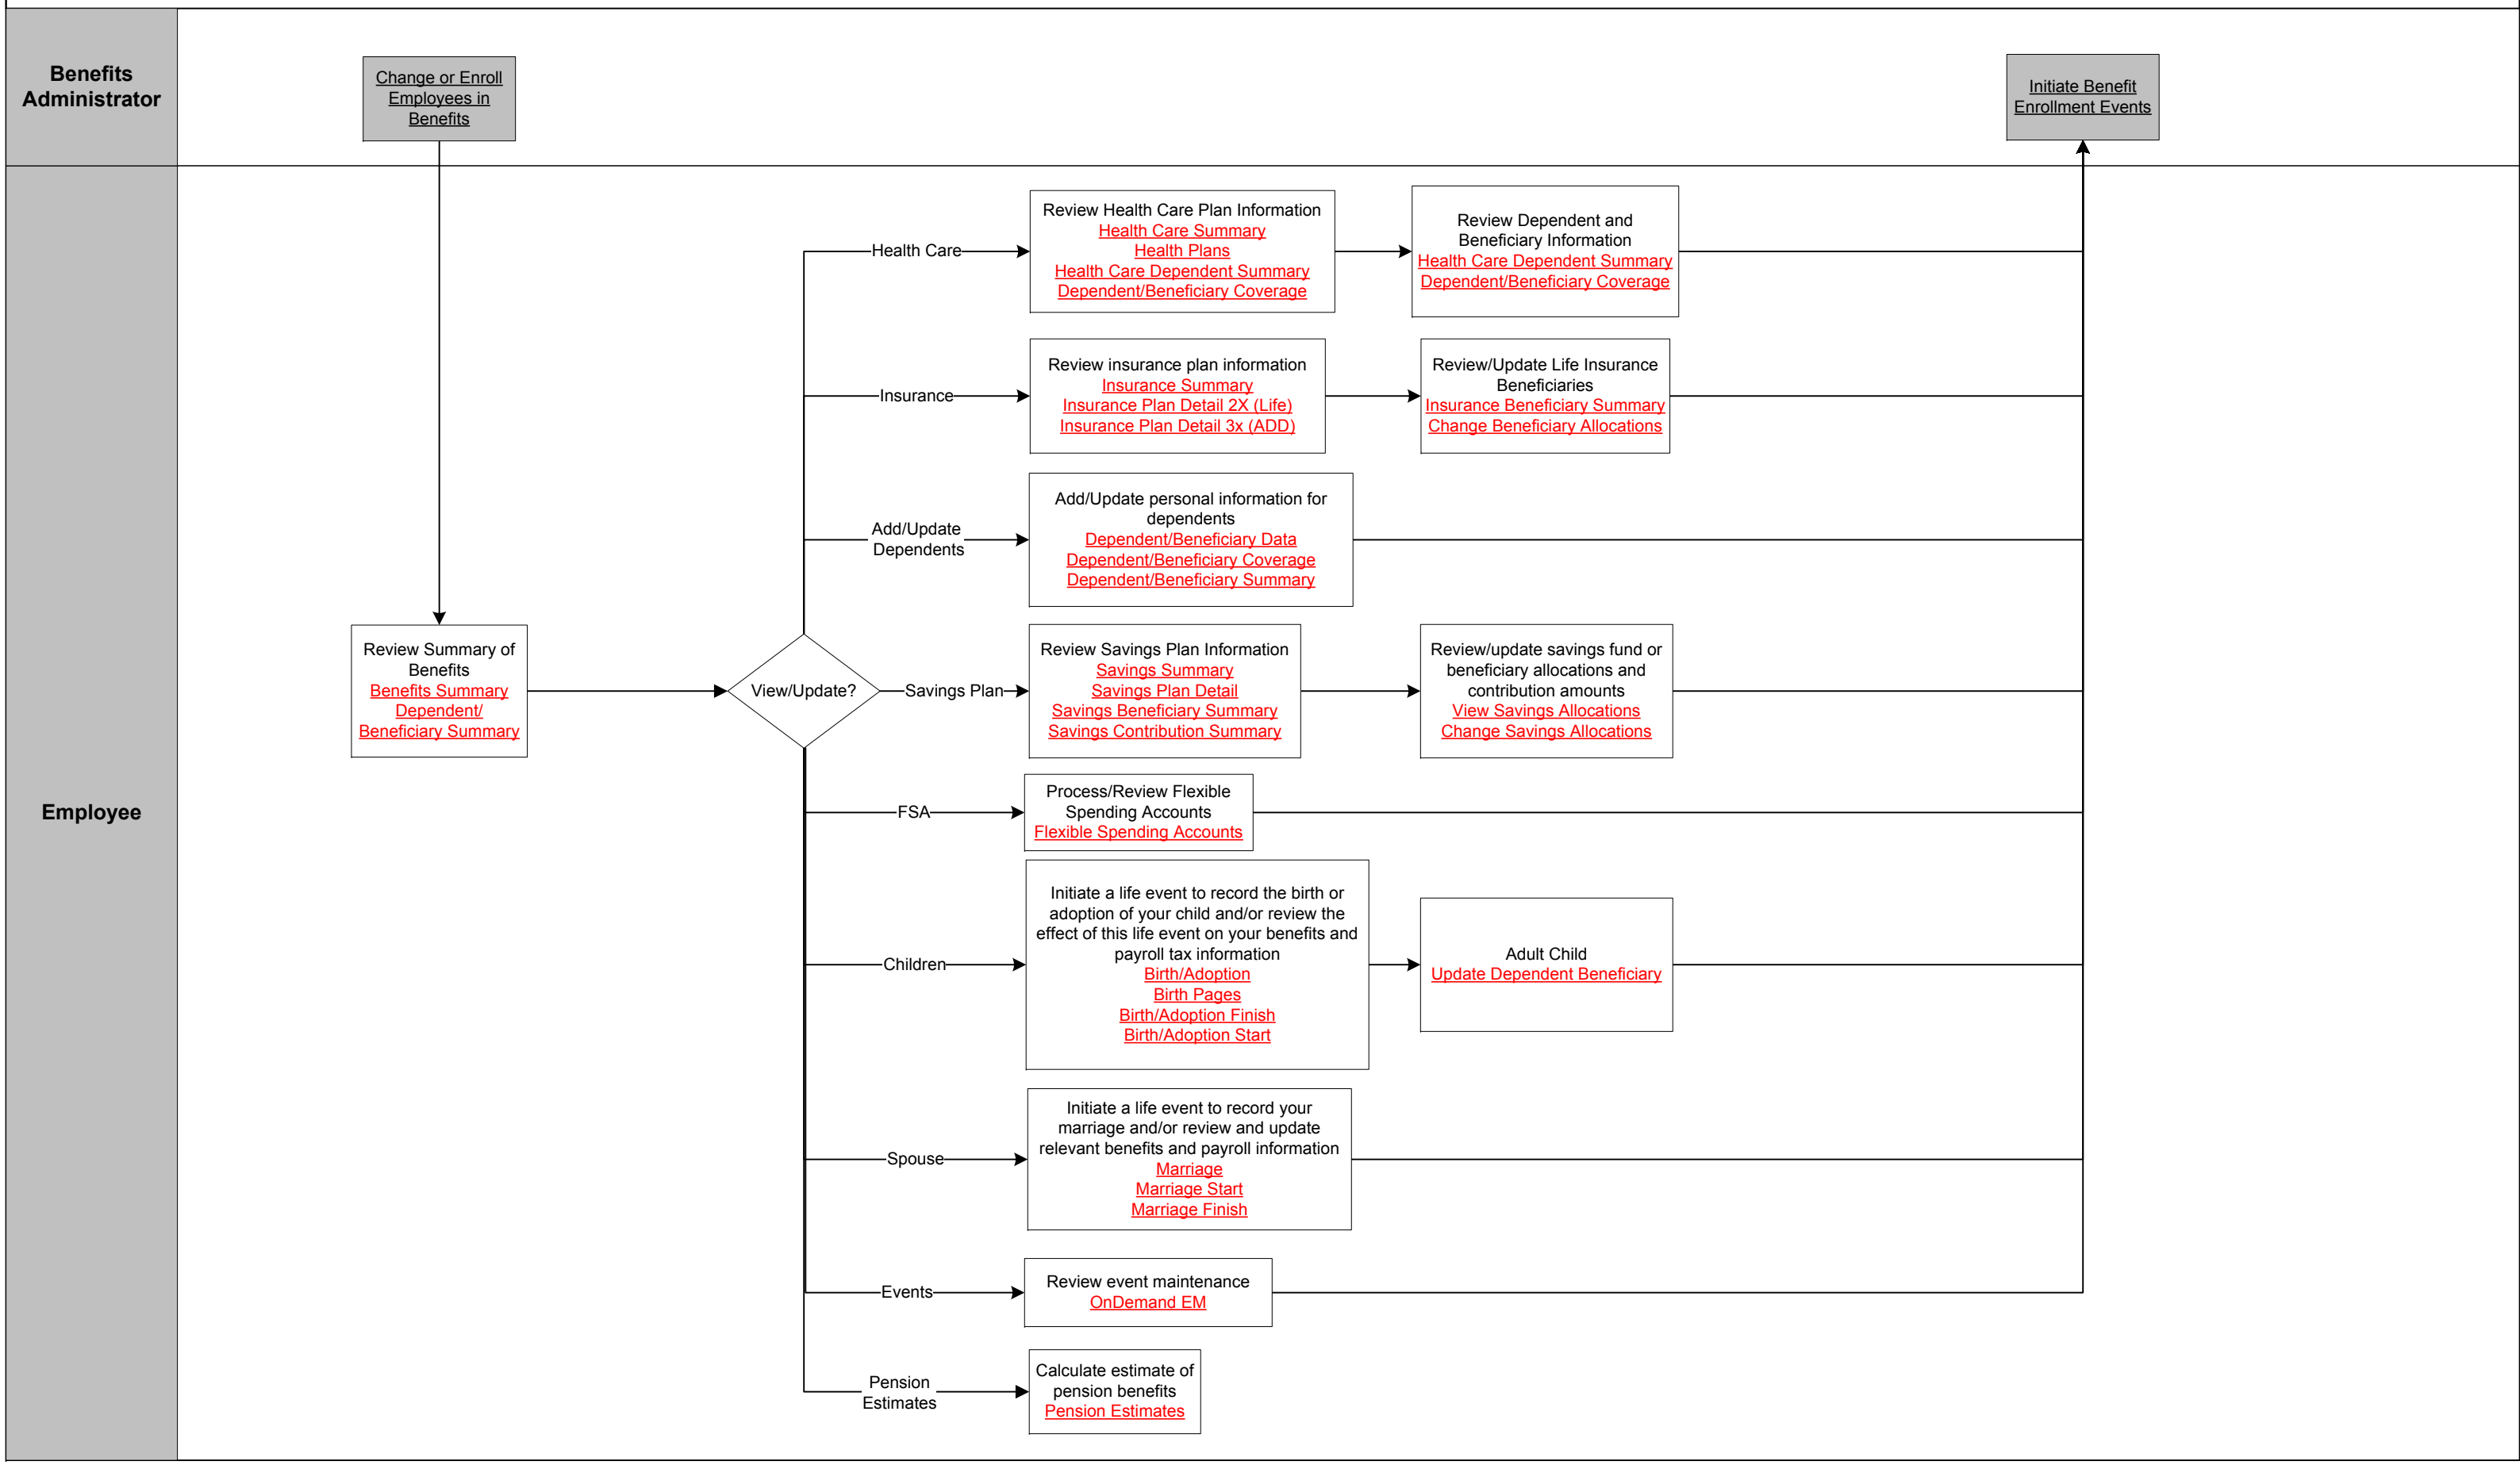 Benefits
Administrator
Change or Enroll
Employees in
Benefits
Initiate Benefit
Enrollment Events
Employee
Review Summary of
Benefits
Benefits Summary
Dependent/
Beneficiary Summary
View/Update?
Health Care
Review Health Care Plan Information
Health Care Summary
Health Plans
Health Care Dependent Summary
Dependent/Beneficiary Coverage
Review Dependent and
Beneficiary Information
Health Care Dependent Summary
Dependent/Beneficiary Coverage
Insurance
Review insurance plan information
Insurance Summary
Insurance Plan Detail 2X (Life)
Insurance Plan Detail 3x (ADD)
Review/Update Life Insurance
Beneficiaries
Insurance Beneficiary Summary
Change Beneficiary Allocations
Add/Update
Dependents
Add/Update personal information for
dependents
Dependent/Beneficiary Data
Dependent/Beneficiary Coverage
Dependent/Beneficiary Summary
Savings Plan
Review Savings Plan Information
Savings Summary
Savings Plan Detail
Savings Beneficiary Summary
Savings Contribution Summary
Review/update savings fund or
beneficiary allocations and
contribution amounts
View Savings Allocations
Change Savings Allocations
FSA
Process/Review Flexible
Spending Accounts
Flexible Spending Accounts
Children
Initiate a life event to record the birth or
adoption of your child and/or review the
effect of this life event on your benefits and
payroll tax information
Birth/Adoption
Birth Pages
Birth/Adoption Finish
Birth/Adoption Start
Adult Child
Update Dependent Beneficiary
Spouse
Initiate a life event to record your
marriage and/or review and update
relevant benefits and payroll information
Marriage
Marriage Start
Marriage Finish
Events
Review event maintenance
OnDemand EM
Pension
Estimates
Calculate estimate of
pension benefits
Pension Estimates